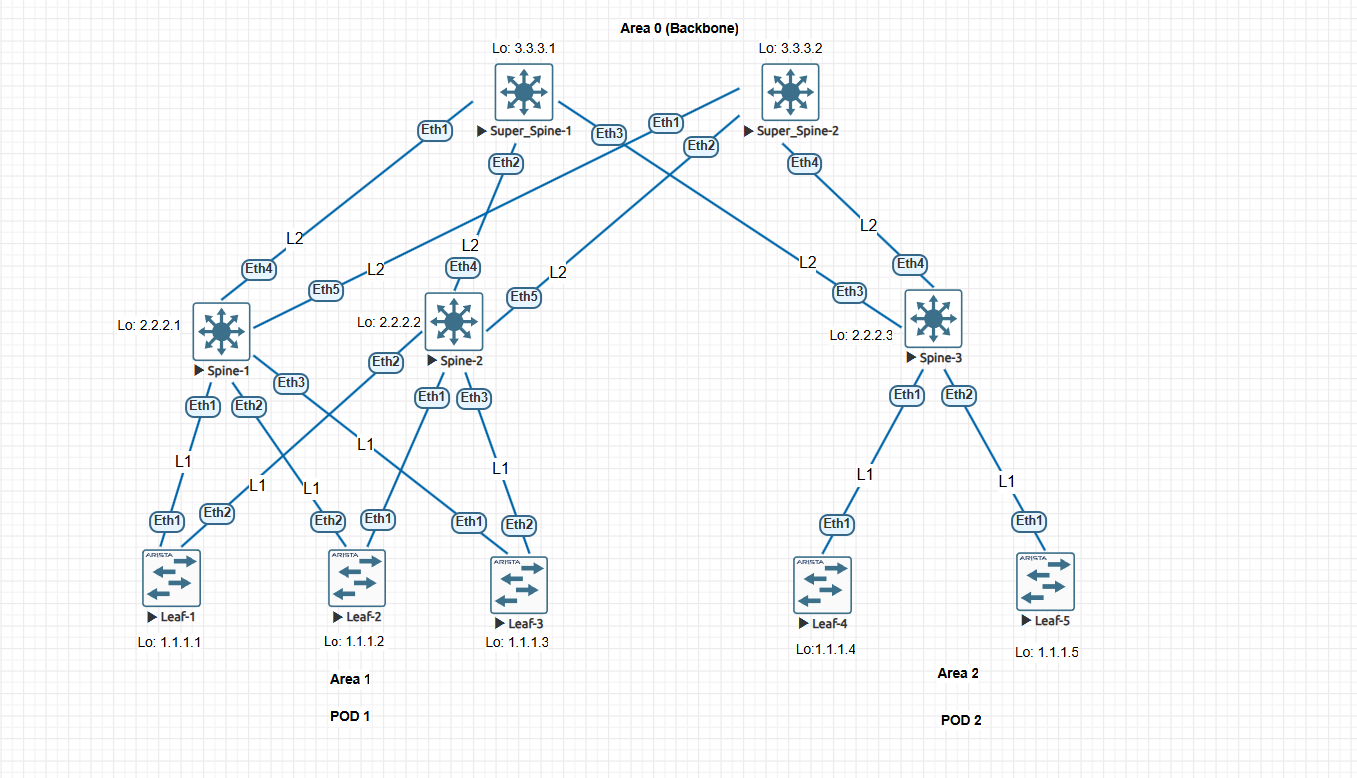 Area 0 (Backbone)
Lo: 3.3.3.1
Lo: 3.3.3.2
Super_Spine-1
Super_Spine-2
Eth1
Eth3
Eth1
Eth2
Eth2
Eth4
L2
L2
L2
L2
L2
L2
Eth4
Eth5
Eth4
Eth5
Eth3
Eth4
Lo: 2.2.2.1
Lo: 2.2.2.2
Lo: 2.2.2.3
Spine-1
Spine-2
Spine-3
Eth1
Eth2
Eth3
Eth2
Eth1
Eth3
Eth1
Eth2
L1
L1
L1
L1
L1
L1
L1
Eth1
Eth2
Eth2
Eth1
Eth1
Eth2
Eth1
Eth1
ARISTA
ARISTA
ARISTA
ARISTA
ARISTA
Leaf-1
Leaf-2
Leaf-3
Leaf-4
Leaf-5
Lo: 1.1.1.1
Lo: 1.1.1.2
Lo: 1.1.1.3
Lo:1.1.1.4
Lo: 1.1.1.5
Area 1
Area 2
POD 1
POD 2